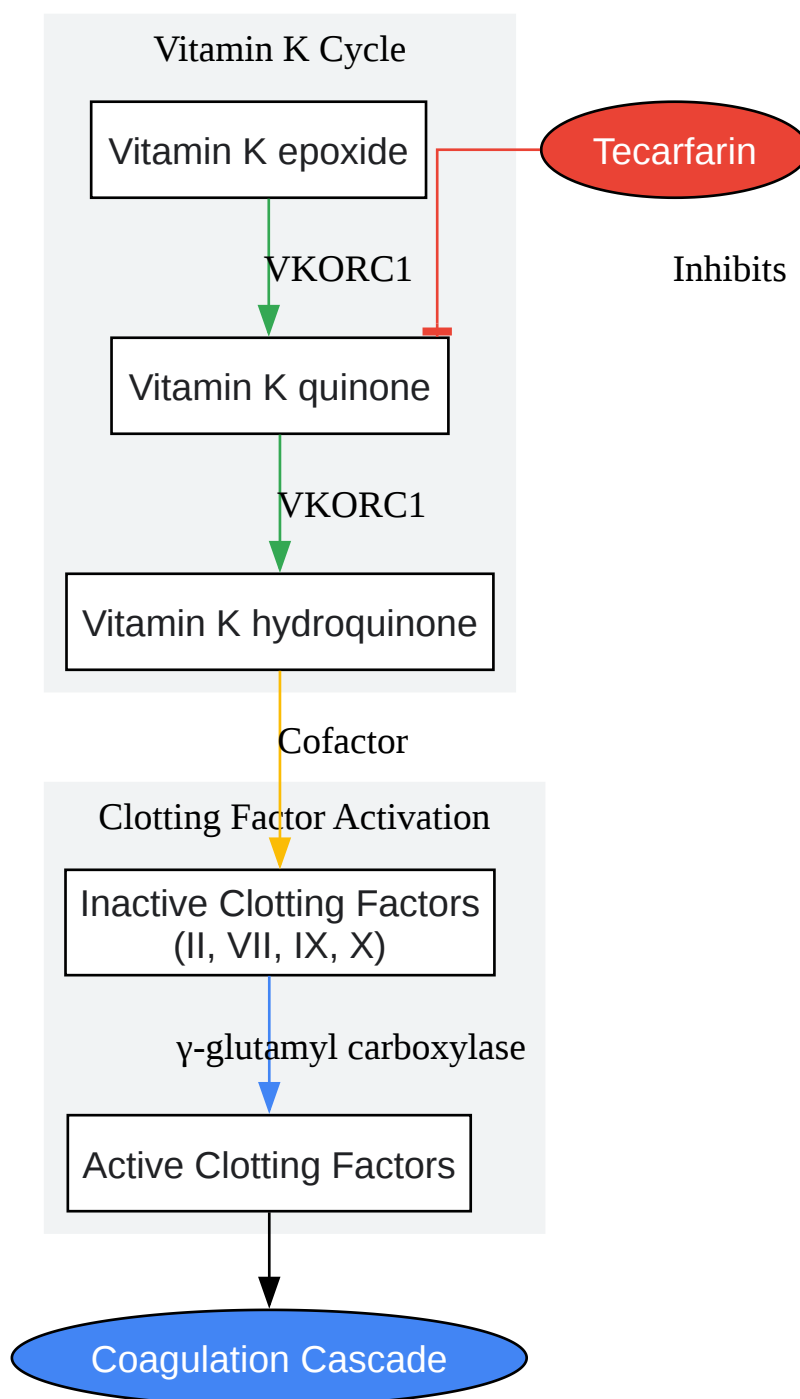 Vitamin K Cycle
Vitamin K epoxide
Tecarfarin
VKORC1
Inhibits
Vitamin K quinone
VKORC1
Vitamin K hydroquinone
Cofactor
Clotting Factor Activation
Inactive Clotting Factors
(II, VII, IX, X)
γ-glutamyl carboxylase
Active Clotting Factors
Coagulation Cascade